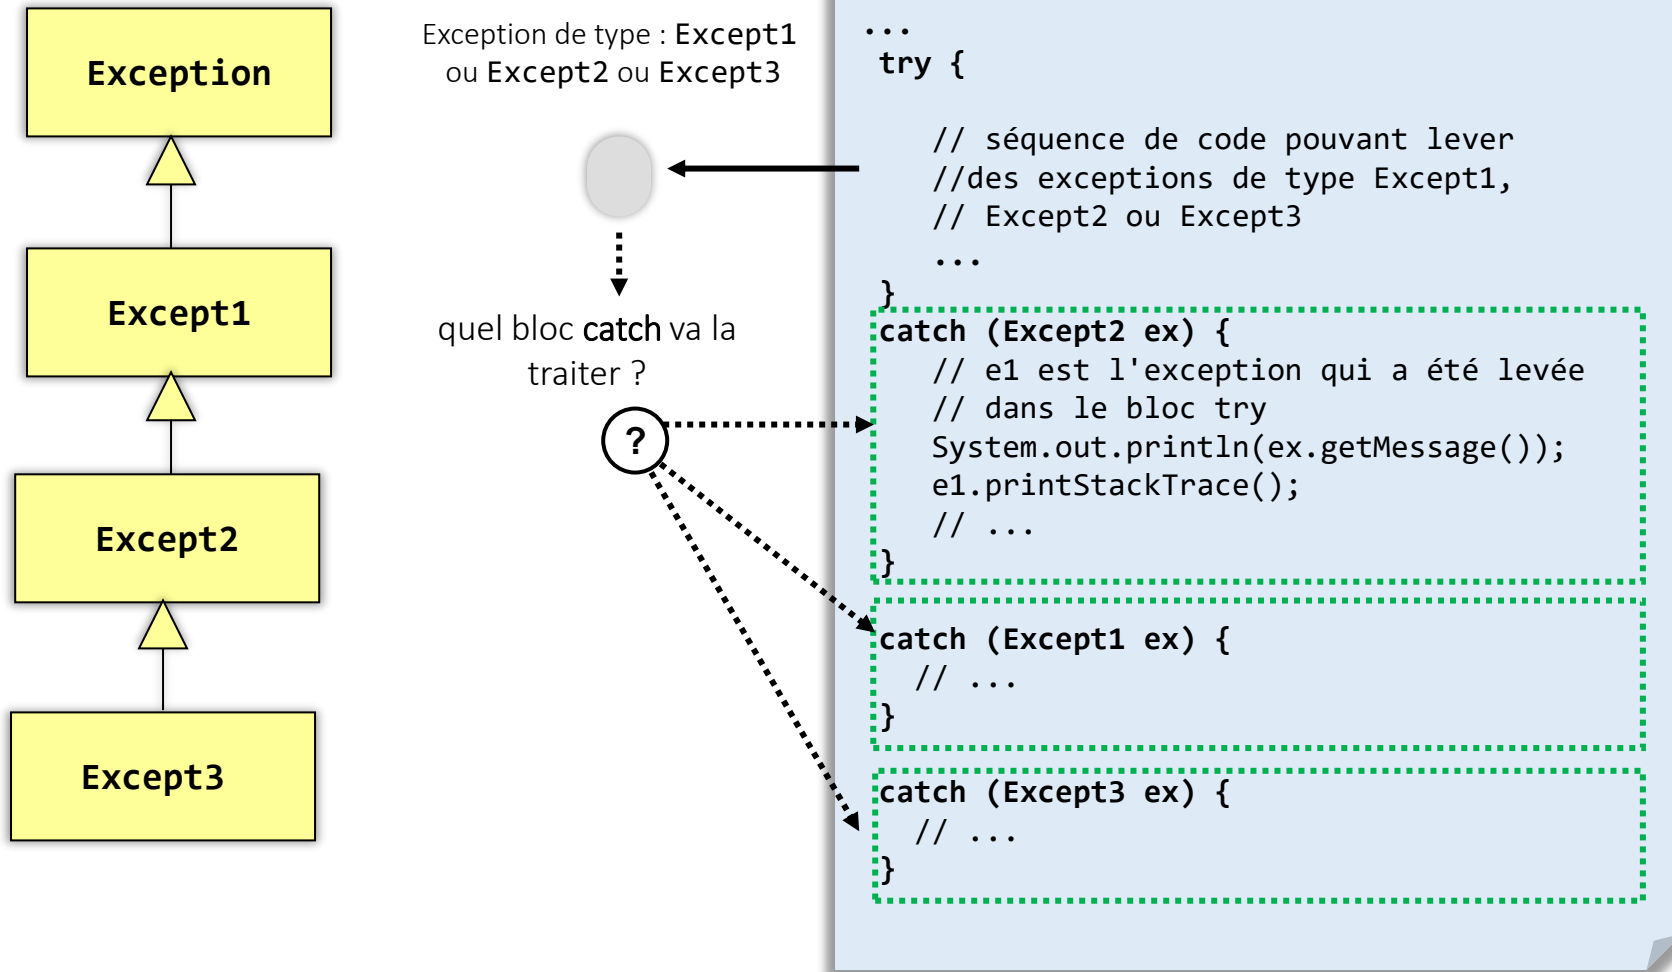 Exception
Except1
Except2
Except3
Exception de type : Except1
ou Except2 ou Except3
quel bloc catch va la
traiter ?
?
...
try {
// séquence de code pouvant lever
//des exceptions de type Except1,
// Except2 ou Except3
...
}
catch (Except2 ex) {
// e1 est l'exception qui a été levée
// dans le bloc try
System.out.println(ex.getMessage());
e1.printStackTrace();
// ...
}
catch (Except1 ex) {
// ...
}
catch (Except3 ex) {
// ...
}